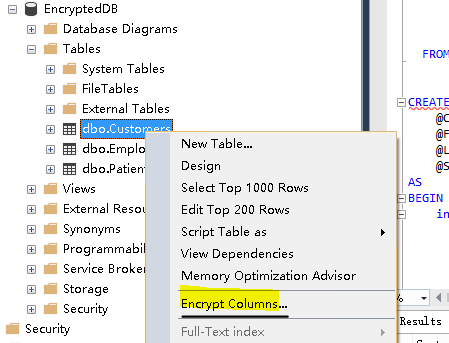 EncryptedDB
Database Diagrams
Tables
System Tables
FileTables
External Tables
dbo.Customers
dbo.Emplo
dbo.Patien
Views
External Resou
Synonyms
Programmabil
Service Broker
Storage
Security
Security
New Table...
Design
Select Top 1000 Rows
Edit Top 200 Rows
Script Table as
View Dependencies
Memory Optimization Advisor
Encrypt Columns...
Full-Text index
FROM
CREATE
@C
@F
@L
@S
AS
BEGIN
in
%
Results